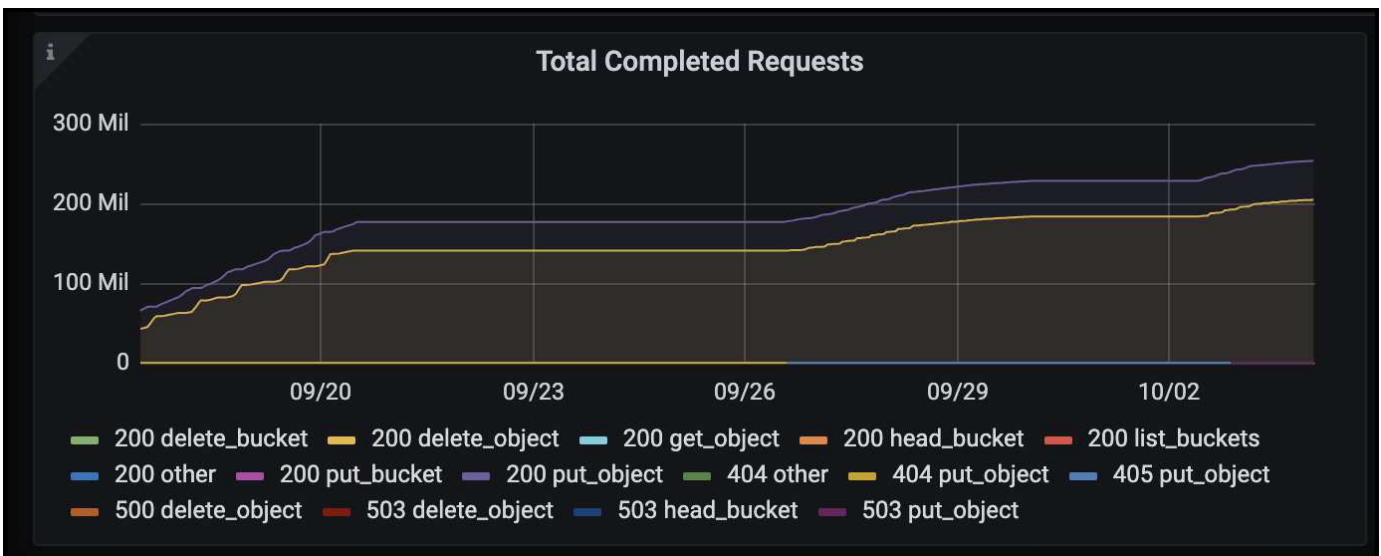 i
Total Completed Requests
300 Mil
200 Mil
100 Mil
0
09/20 09/23 09/26 09/29 10/02
200 delete_bucket 200 delete_object 200 get_object 200 head_bucket 200 list_buckets
200 other 200 put_bucket 200 put_object 404 other 404 put_object 405 put_object
500 delete_object 503 delete_object 503 head_bucket 503 put_object